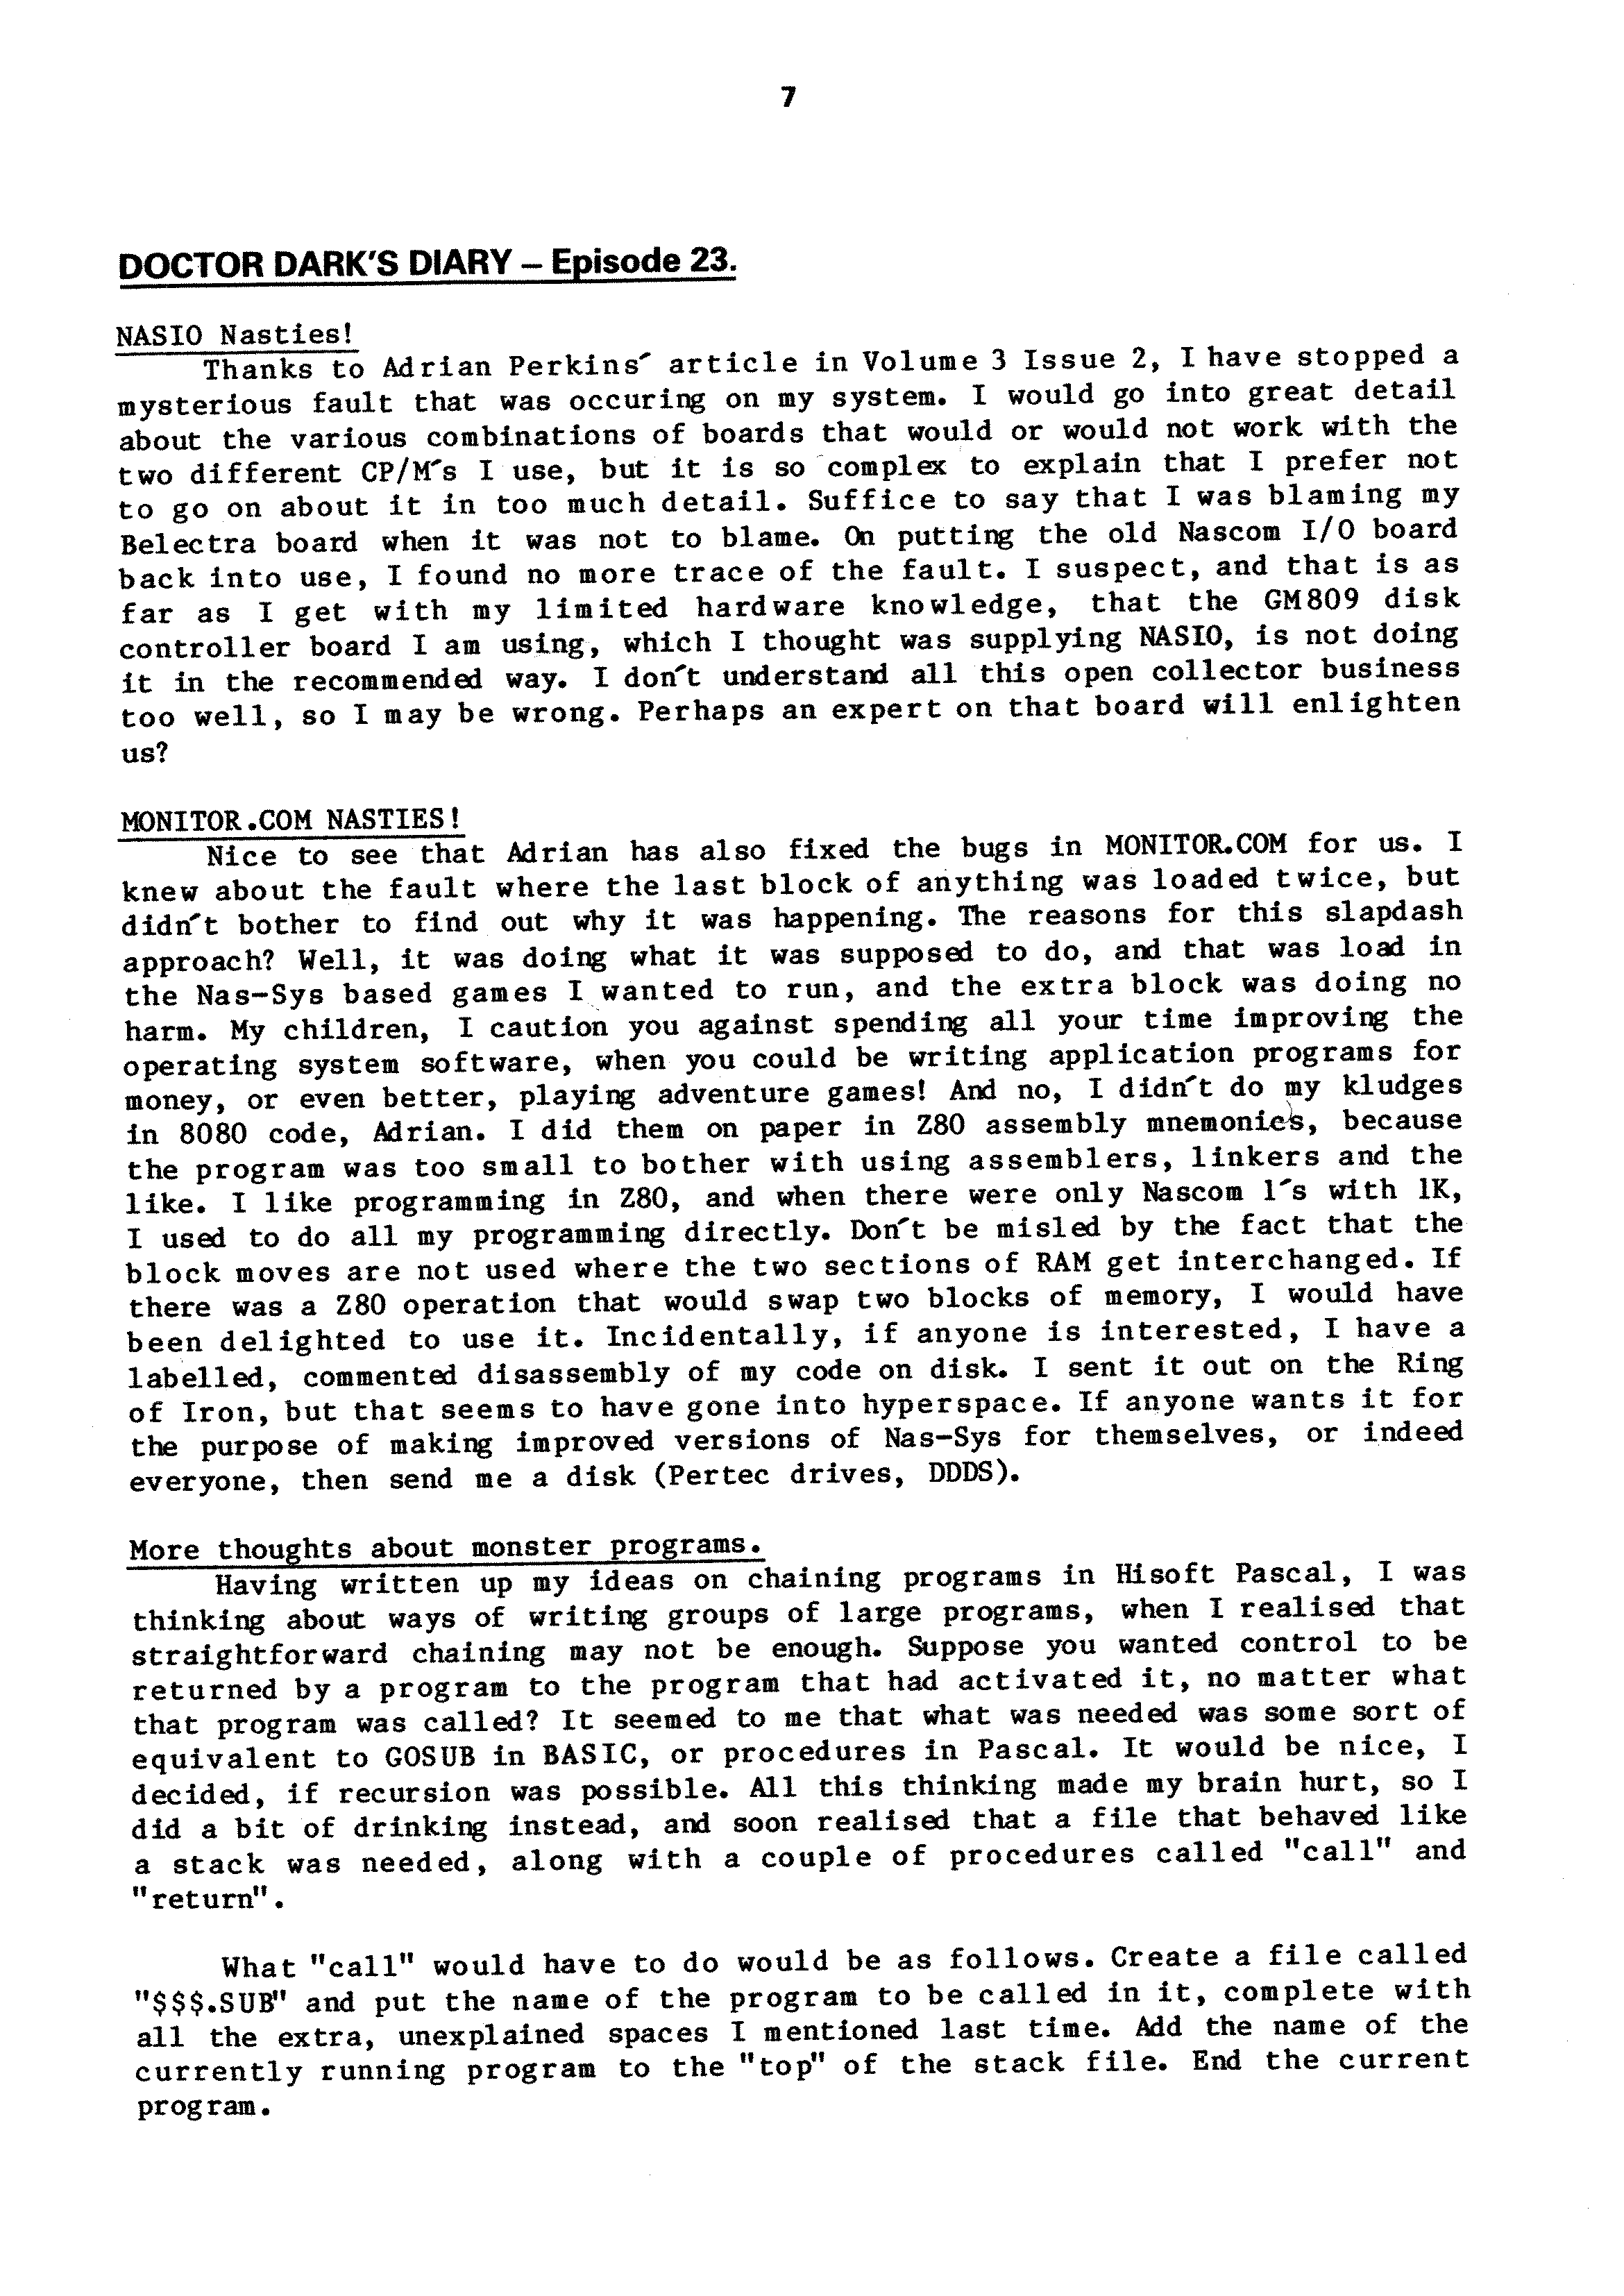 7
DOCTOR DARK'S DIARY – Episode 23.
NASIO Nasties!
Thanks to Adrian Perkins´ article in Volume 3 Issue 2, I have stopped a
mysterious fault that was occuring on my system. I would go into great detail
about the various combinations of boards that would or would not work with the
two different CP/M´s I use, but it is so complex to explain that I prefer not
to go on about it in too much detail. Suffice to say that I was blaming my
Belectra board when it was not to blame. On putting the old Nascom I/O board
back into use, I found no more trace of the fault. I suspect, and that is as
far as I get with my limited hardware knowledge, that the GM809 disk
controller board I am using, which I thought was supplying NASIO, is not doing
it in the recommended way. I don´t understand all this open collector business
too well, so I may be wrong. Perhaps an expert on that board will enlighten
us?
MONITOR.COM NASTIES!
Nice to see that Adrian has also fixed the bugs in MONITOR.COM for us. I
knew about the fault where the last block of anything was loaded twice, but
didn´t bother to find out why it was happening. The reasons for this slapdash
approach? Well, it was doing what it was supposed to do, and that was load in
the Nas-Sys based games I wanted to run, and the extra block was doing no
harm. My children, I caution you against spending all your time improving the
operating system software, when you could be writing application programs for
money, or even better, playing adventure games! And no, I didn´t do my kludges
in 8080 code, Adrian. I did them on paper in Z80 assembly mnemonics, because
the program was too small to bother with using assemblers, linkers and the
like. I like programming in Z80, and when there were only Nascom 1´s with 1K,
I used to do all my programming directly. Don´t be misled by the fact that the
block moves are not used where the two sections of RAM get interchanged. If
there was a Z80 operation that would swap two blocks of memory, I would have
been delighted to use it. Incidentally, if anyone is interested, I have a
labelled, commented disassembly of my code on disk. I sent it out on the Ring
of Iron, but that seems to have gone into hyperspace. If anyone wants it for
the purpose of making improved versions of Nas-Sys for themselves, or indeed
everyone, then send me a disk (Pertec drives, DDDS).
More thoughts about monster programs.
Having written up my ideas on chaining programs in Hisoft Pascal, I was
thinking about ways of writing groups of large programs, when I realised that
straightforward chaining may not be enough. Suppose you wanted control to be
returned by a program to the program that had activated it, no matter what
that program was called? It seemed to me that what was needed was some sort of
equivalent to GOSUB in BASIC, or procedures in Pascal. It would be nice, I
decided, if recursion was possible. All this thinking made my brain hurt, so I
did a bit of drinking instead, and soon realised that a file that behaved like
a stack was needed, along with a couple of procedures called "call" and
"return".
What "call" would have to do would be as follows. Create a file called
"$$$.SUB" and put the name of the program to be called in it, complete with
all the extra, unexplained spaces I mentioned last time. Add the name of the
currently running program to the "top" of the stack file. End the current
program.